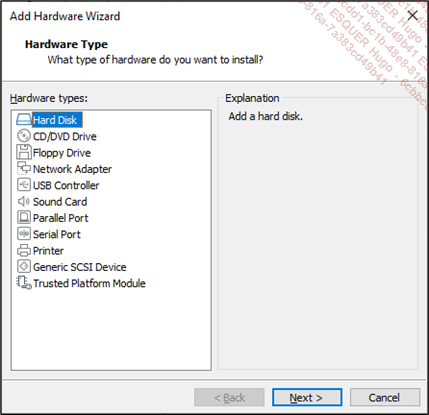 Add Hardware Wizard
Hardware Type
What type of hardware do you want to install?
Hardware types:
Hard Disk
CD/DVD Drive
Floppy Drive
Network Adapter
USB Controller
Sound Card
Parallel Port
Serial Port
Printer
Generic SCSI Device
Trusted Platform Module
Explanation
Add a hard disk.
< Back
Next >
Cancel
ESQUER Hugo